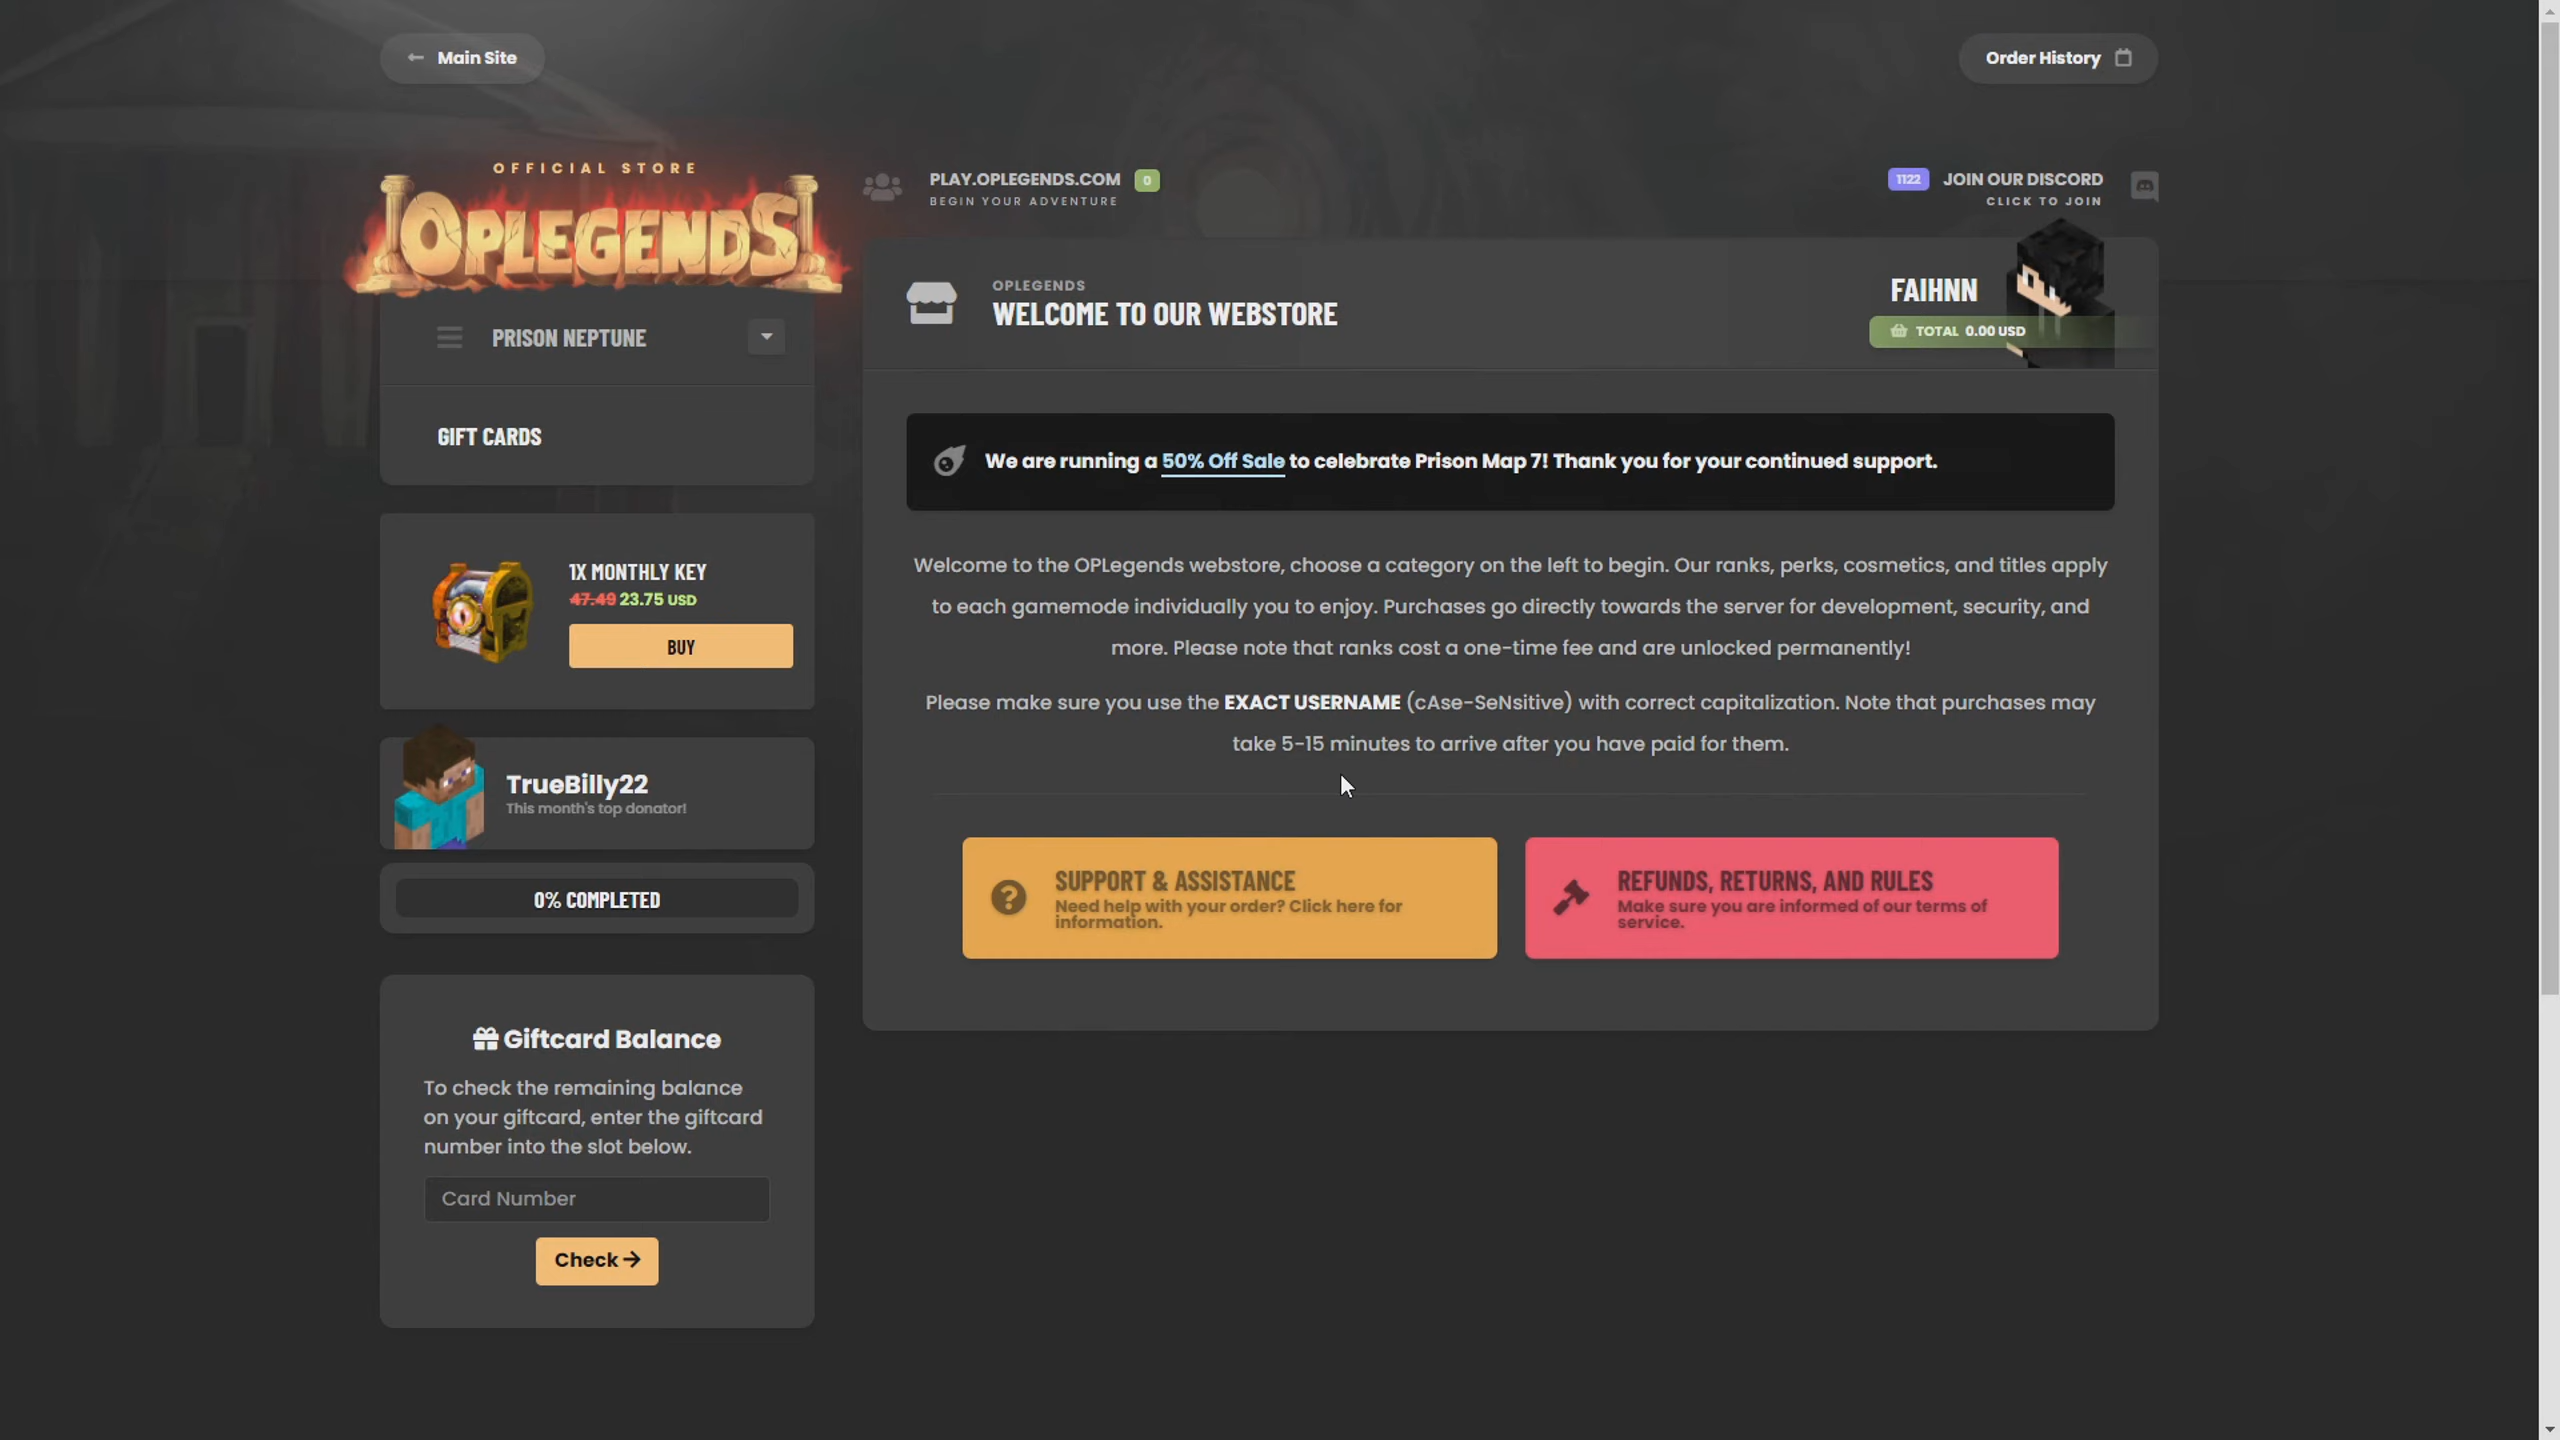 Main Site
Order History
OFFICIAL STORE
OPLEGENDS
PLAY.OPLEGENDS.COM 0
BEGIN YOUR ADVENTURE
1122 JOIN OUR DISCORD
CLICK TO JOIN
PRISON NEPTUNE
GIFT CARDS
1X MONTHLY KEY
47.49 23.75 USD
BUY
TrueBilly22
This month's top donator!
0% COMPLETED
Giftcard Balance
To check the remaining balance
on your giftcard, enter the giftcard
number into the slot below.
Card Number
Check
OPLEGENDS
WELCOME TO OUR WEBSTORE
FAIHNN
TOTAL 0.00 USD
We are running a 50% Off Sale to celebrate Prison Map 7! Thank you for your continued support.
Welcome to the OPLegends webstore, choose a category on the left to begin. Our ranks, perks, cosmetics, and titles apply
to each gamemode individually you to enjoy. Purchases go directly towards the server for development, security, and
more. Please note that ranks cost a one-time fee and are unlocked permanently!
Please make sure you use the EXACT USERNAME (cAse-SeNsitive) with correct capitalization. Note that purchases may
take 5-15 minutes to arrive after you have paid for them.
SUPPORT & ASSISTANCE
Need help with your order? Click here for
information.
REFUNDS, RETURNS, AND RULES
Make sure you are informed of our terms of
service.